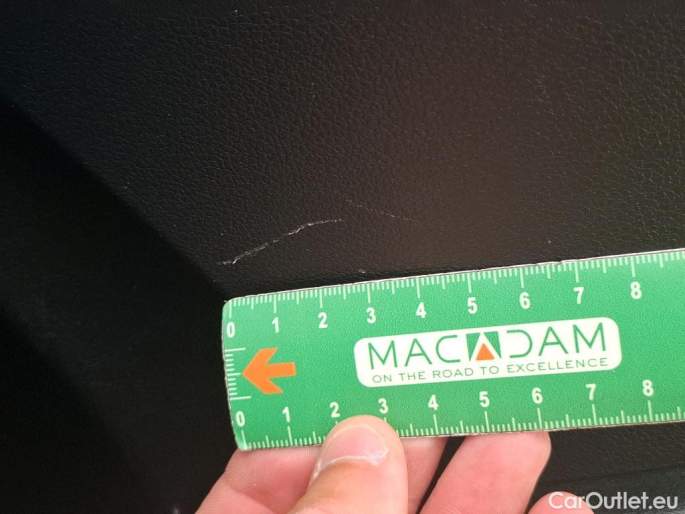 0 1 2 3 4 5 6 7 8
MACADAM
ON THE ROAD TO EXCELLENCE
0 1 2 3 4 5 6 7 8
CarOutlet.eu